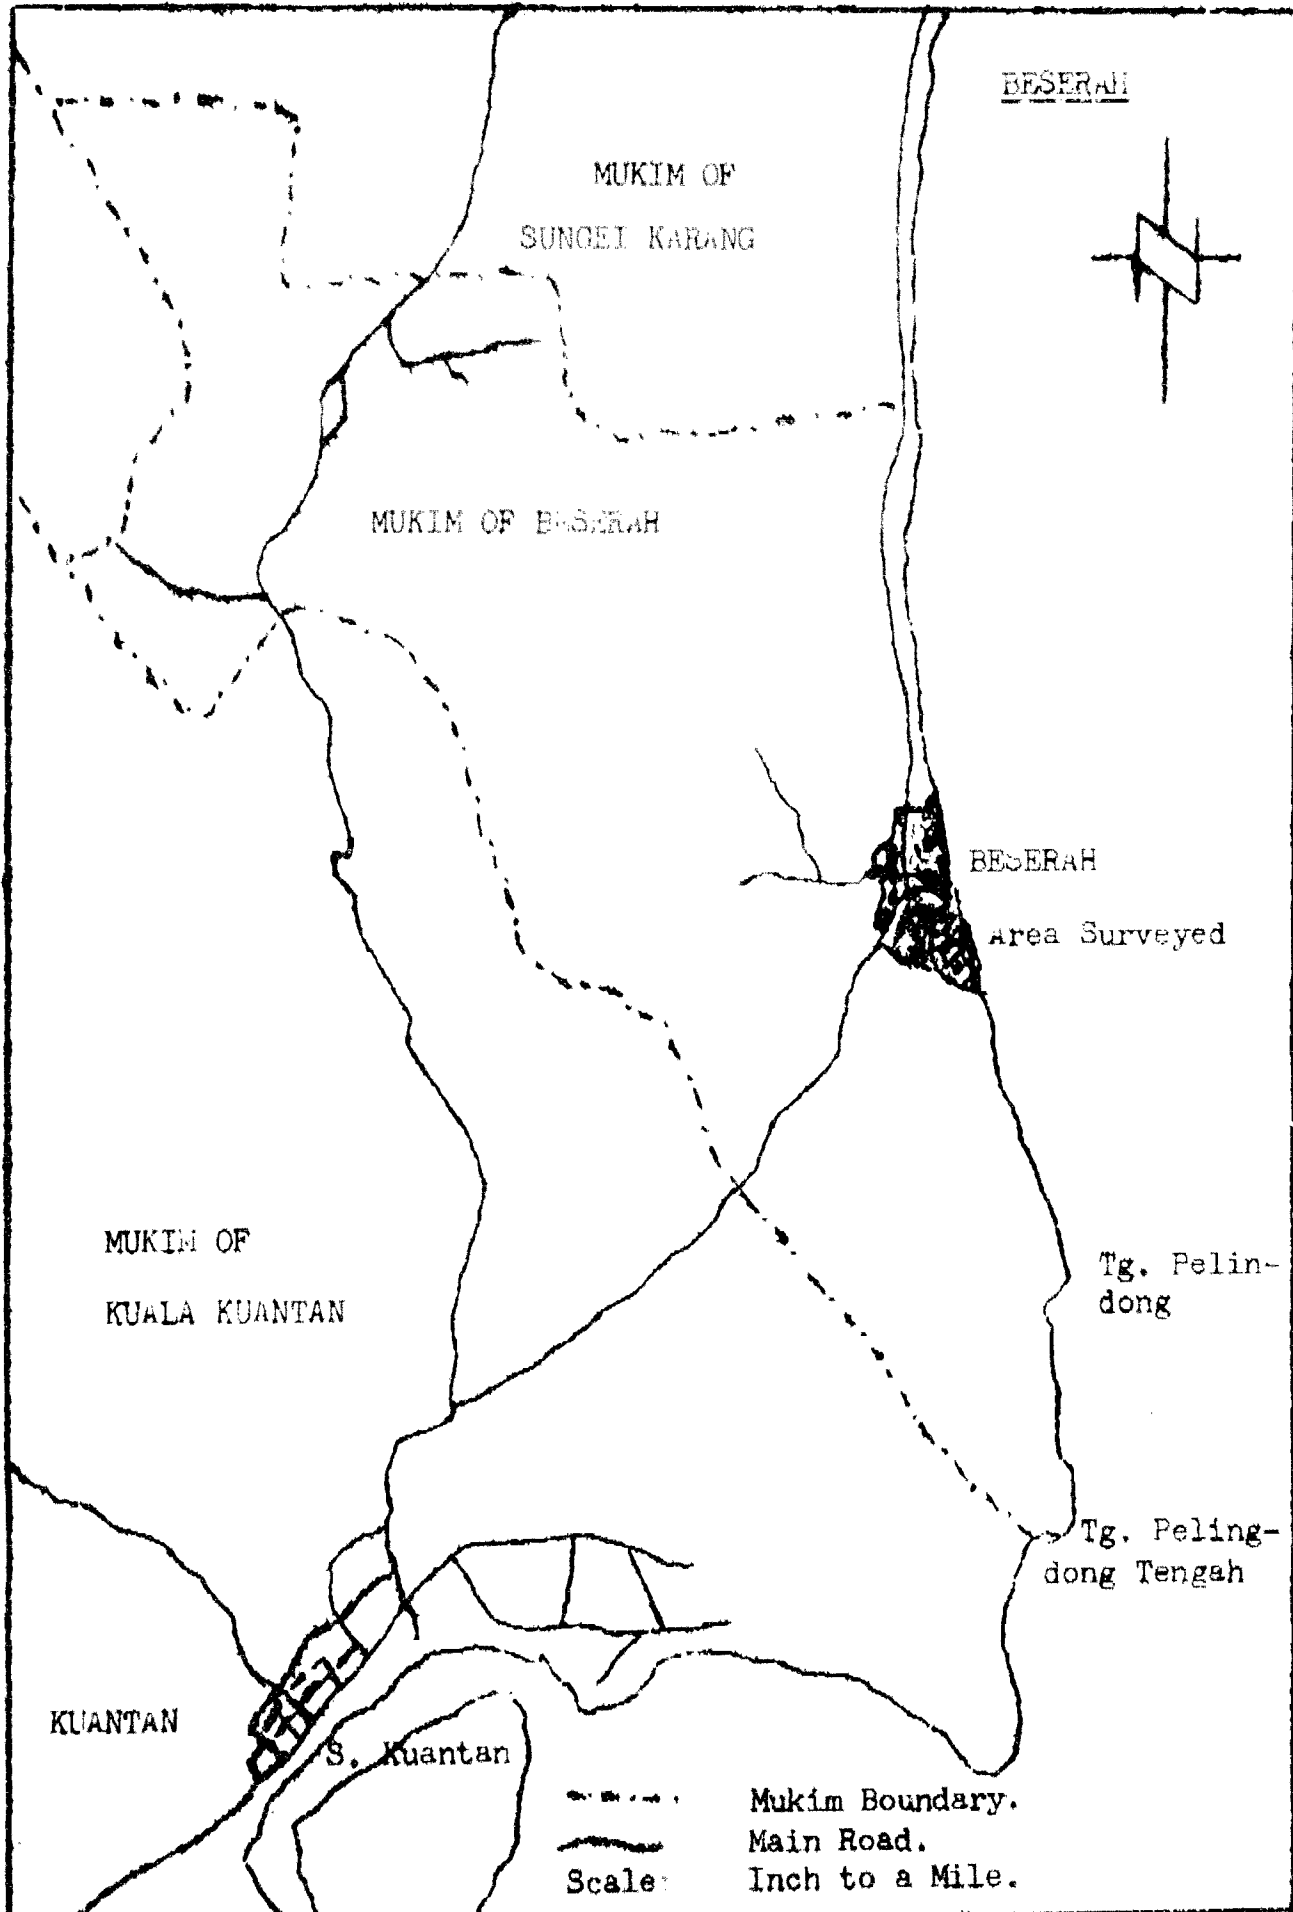 BESERAH
MUKIM OF
SUNGEI KARANG
MUKIM OF BESERAH
BESERAH
Area Surveyed
MUKIM OF
KUALA KUANTAN
Tg. Pelin-
dong
Tg. Peling-
dong Tengah
KUANTAN
S. Kuantan
Mukim Boundary.
Main Road.
Scale: Inch to a Mile.